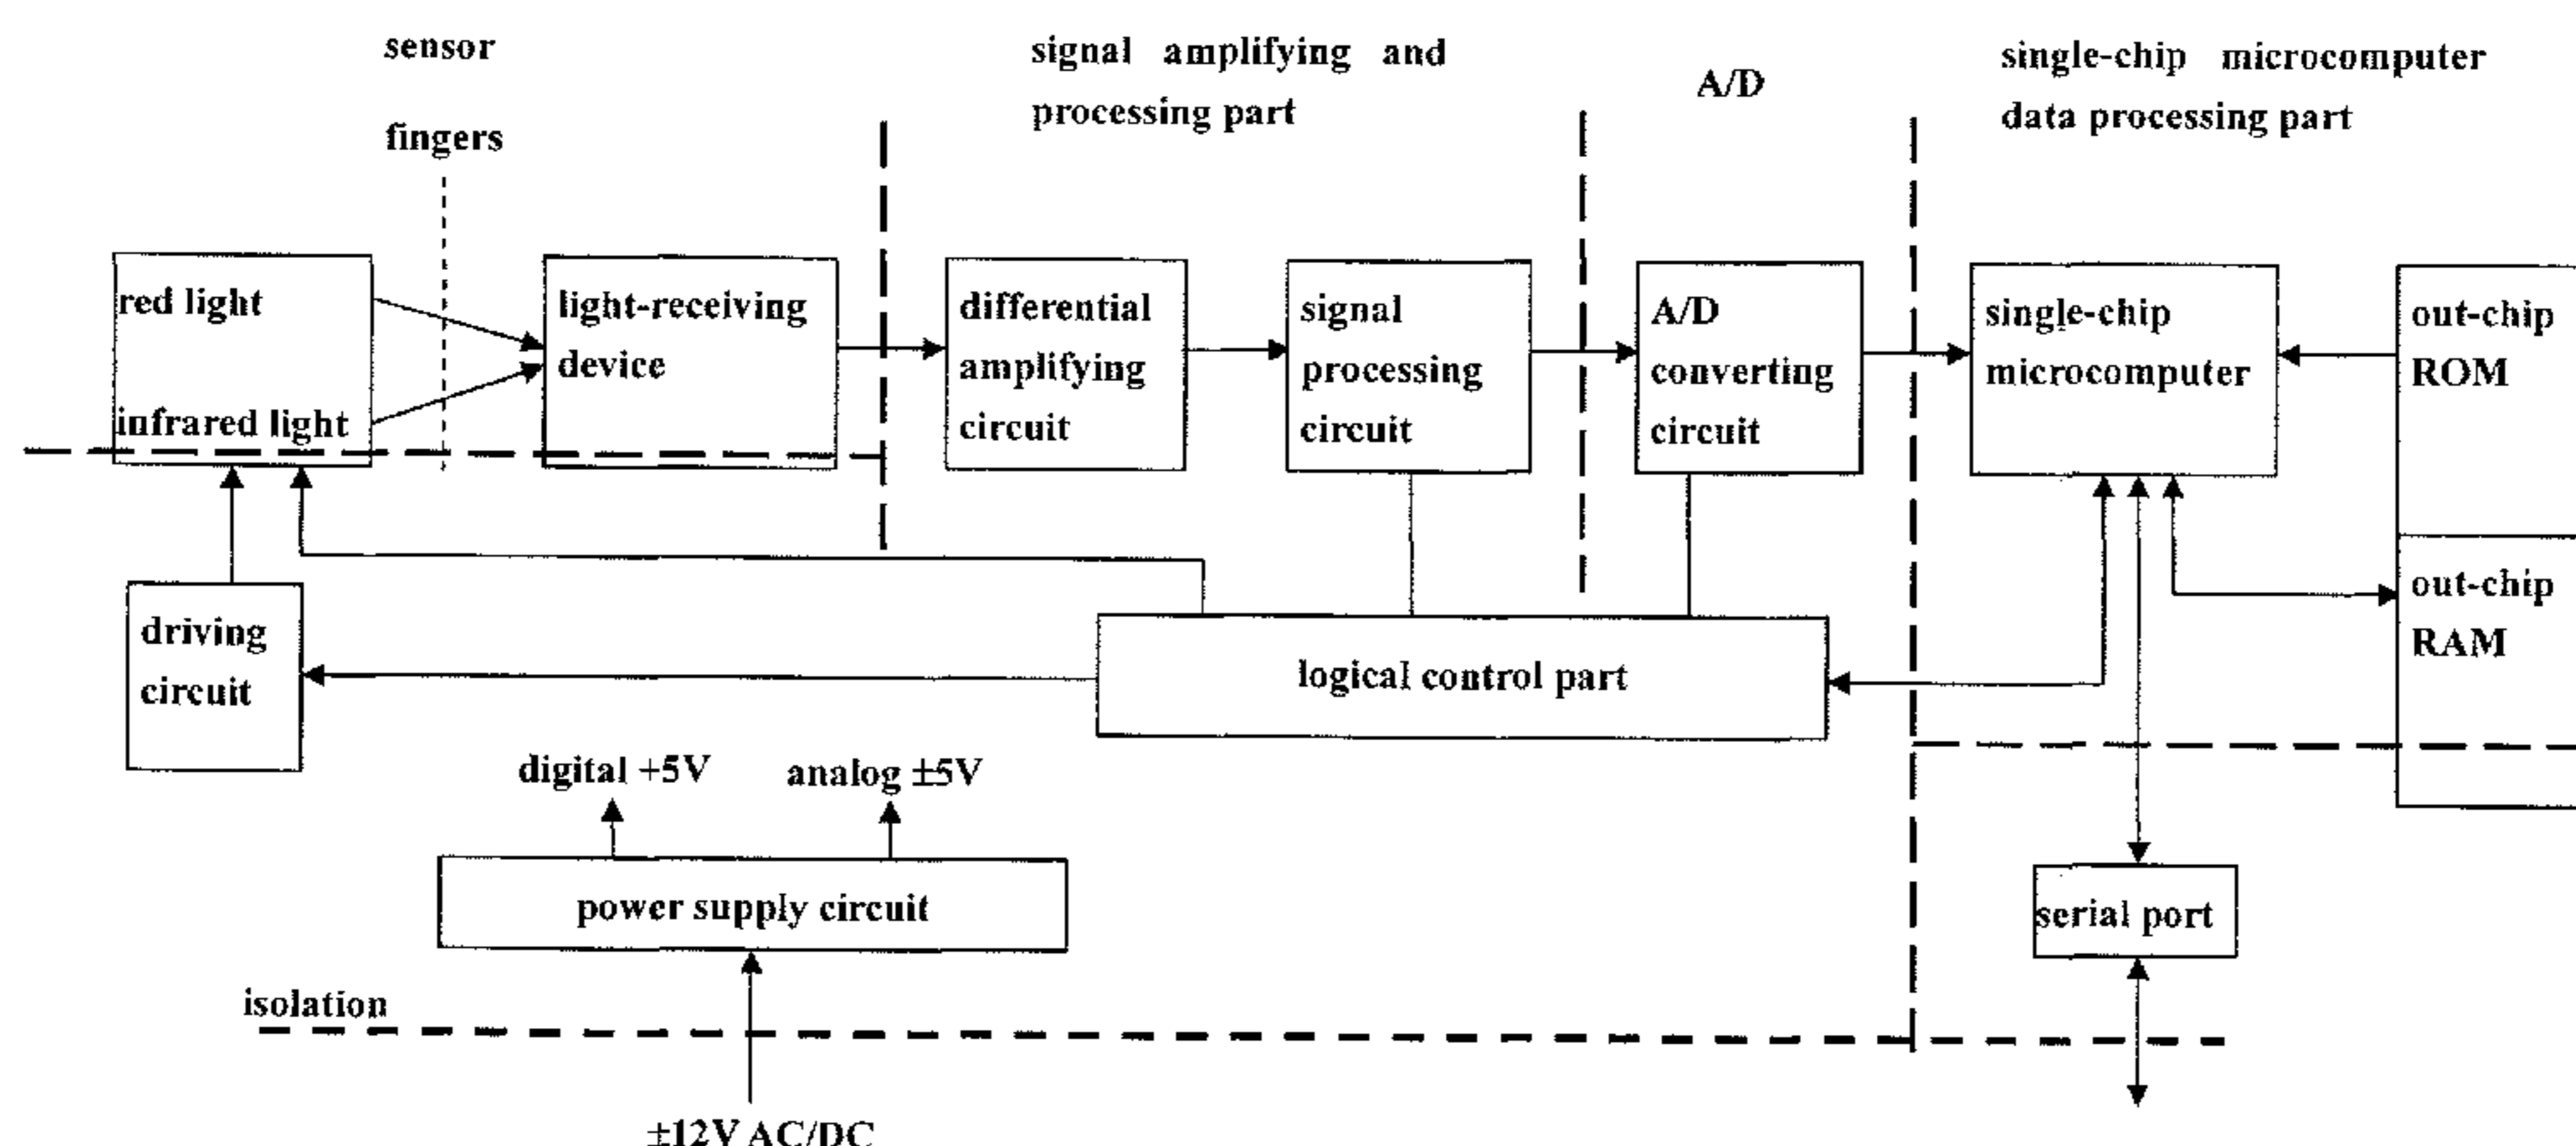 sensor
fingers
signal amplifying and
processing part
A/D
single-chip microcomputer
data processing part
red light
infrared light
light-receiving
device
differential
amplifying
circuit
signal
processing
circuit
A/D
converting
circuit
single-chip
microcomputer
out-chip
ROM
out-chip
RAM
driving
circuit
logical control part
digital +5V
analog ±5V
power supply circuit
serial port
isolation
±12V AC/DC